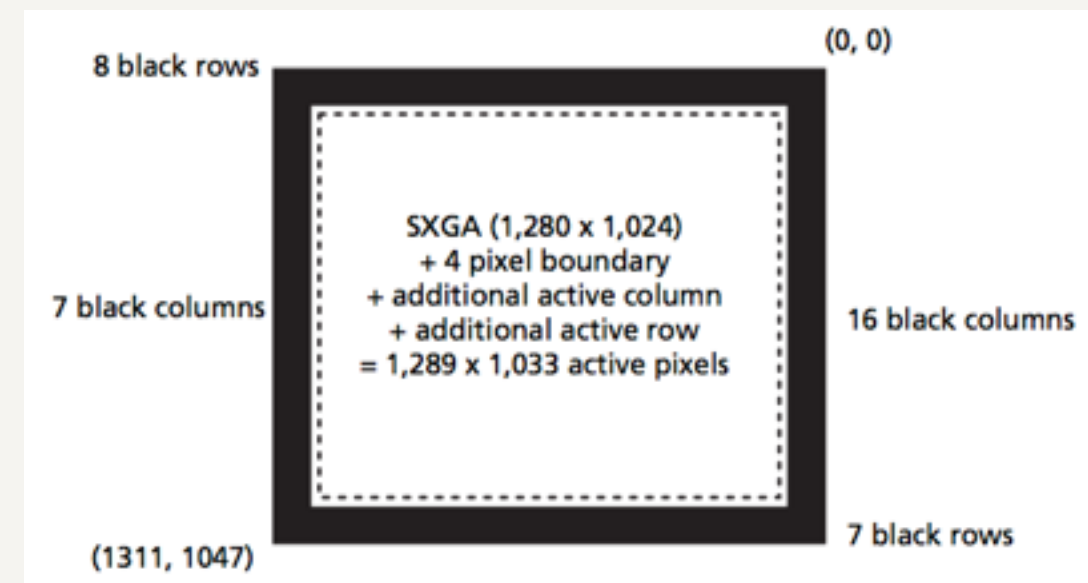 (0, 0)
8 black rows
SXGA (1,280 x 1,024)
+ 4 pixel boundary
+ additional active column
+ additional active row
= 1,289 x 1,033 active pixels
7 black columns
16 black columns
7 black rows
(1311, 1047)